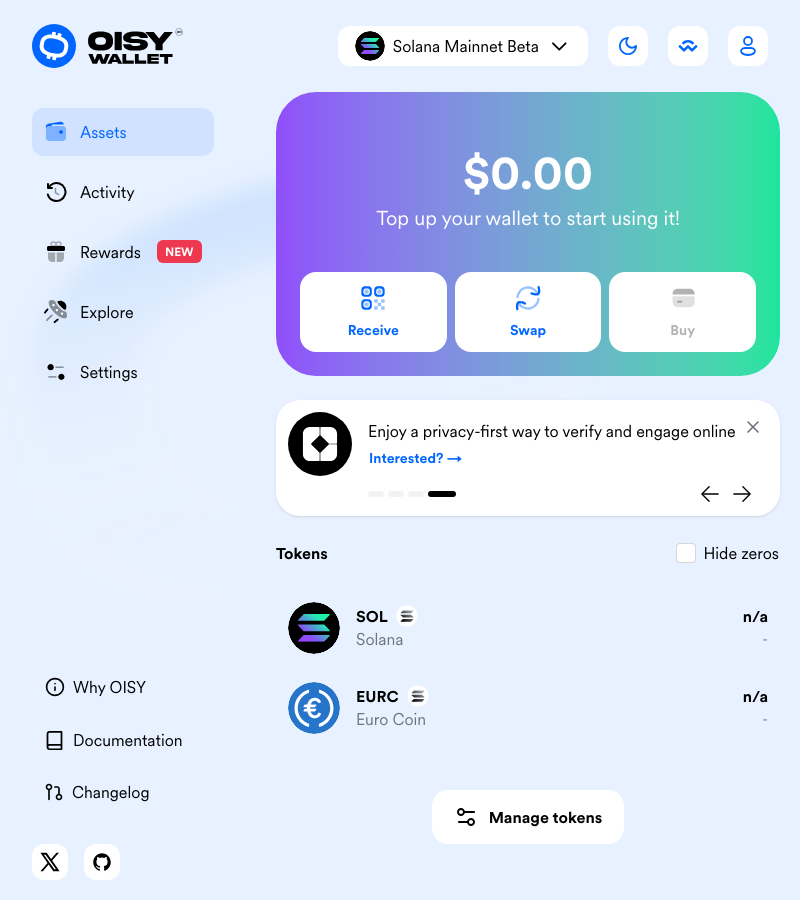 OISY
WALLET
Solana Mainnet Beta
Assets
Activity
Rewards NEW
Explore
Settings
$0.00
Top up your wallet to start using it!
Receive
Swap
Buy
Enjoy a privacy-first way to verify and engage online
Interested? →
Tokens
Hide zeros
SOL
n/a
Solana
-
EURC
n/a
Euro Coin
-
Why OISY
Documentation
Changelog
Manage tokens